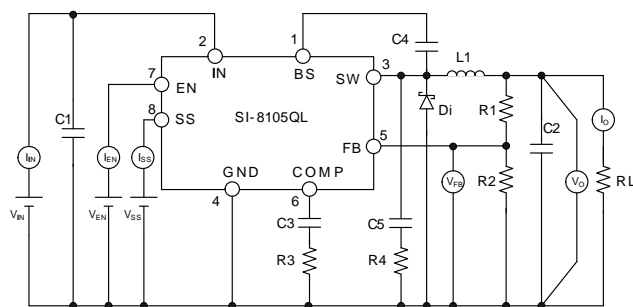 2
1
C4
3
L1
IN
BS
SW
7
EN
C1
8
SS
SI-8105QL
Di
R1
C2
IO
5
FB
IIN
IEN
ISS
GND
COMP
VFB
R2
VO
RL
4
6
VIN
VEN
VSS
C3
C5
R3
R4